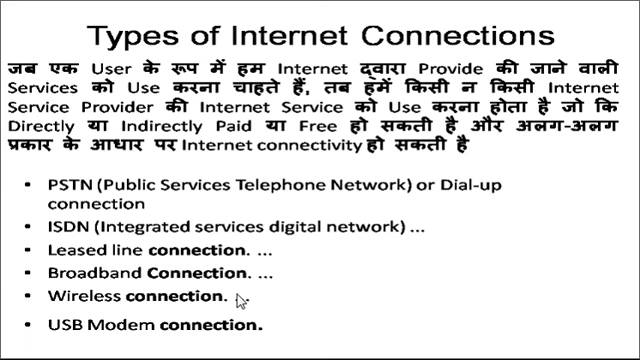 Types of Internet Connections
जब एक User के रूप में हम Internet द्वारा Provide की जाने वाली
Services को Use करना चाहते हैं, तब हमें किसी न किसी Internet
Service Provider की Internet Service को Use करना होता है जो कि
Directly या Indirectly Paid या Free हो सकती है और अलग-अलग
प्रकार के आधार पर Internet connectivity हो सकती है
• PSTN (Public Services Telephone Network) or Dial-up
connection
• ISDN (Integrated services digital network) ...
• Leased line connection. ...
• Broadband Connection. ...
• Wireless connection. ...
• USB Modem connection.